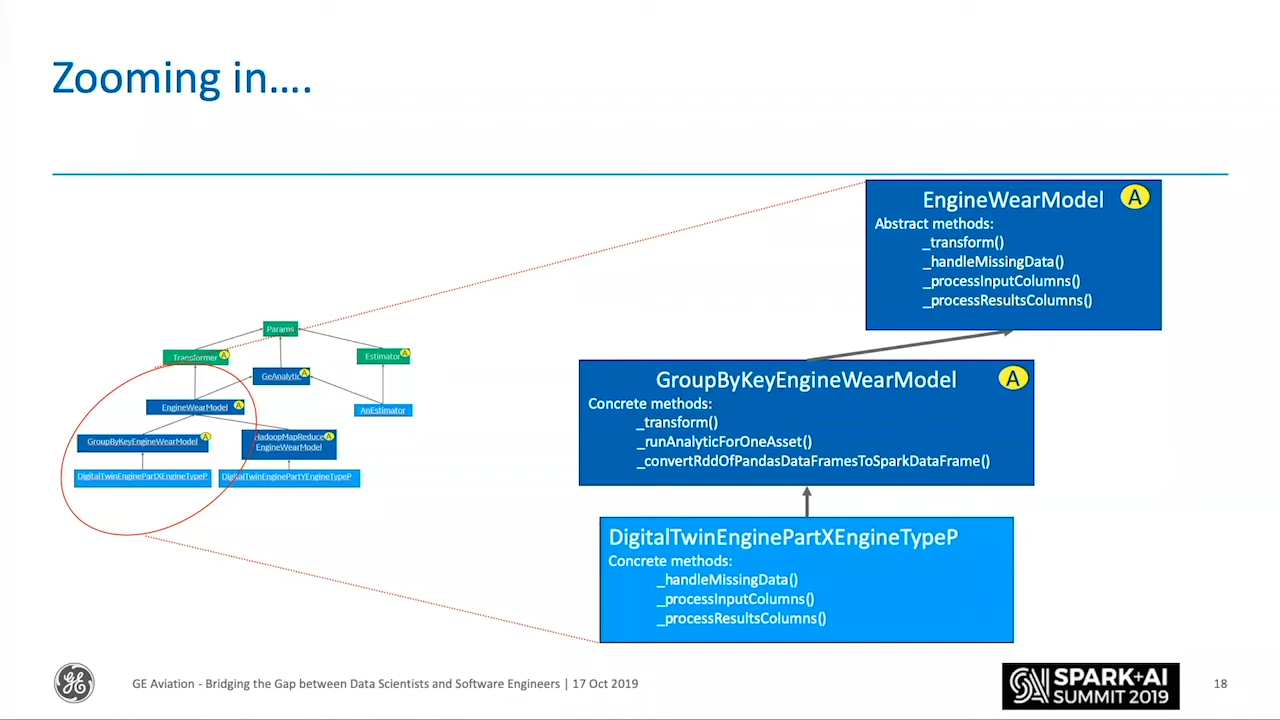 Zooming in....
EngineWearModel A
Abstract methods:
_transform()
_handleMissingData()
_processInputColumns()
_processResultsColumns()
Params
Transformer A
Estimator A
GeAnalytic A
EngineWearModel A
AnEstimator
GroupByKeyEngineWearModel A
HadoopMapReduce A
EngineWearModel
DigitalTwinEnginePartXEngineTypeP
DigitalTwinEnginePartYEngineTypeP
GroupByKeyEngineWearModel A
Concrete methods:
_transform()
_runAnalyticForOneAsset()
_convertRddOfPandasDataFramesToSparkDataFrame()
DigitalTwinEnginePartXEngineTypeP
Concrete methods:
_handleMissingData()
_processInputColumns()
_processResultsColumns()
GE
GE Aviation - Bridging the Gap between Data Scientists and Software Engineers | 17 Oct 2019
SPARK+AI
SUMMIT 2019
18